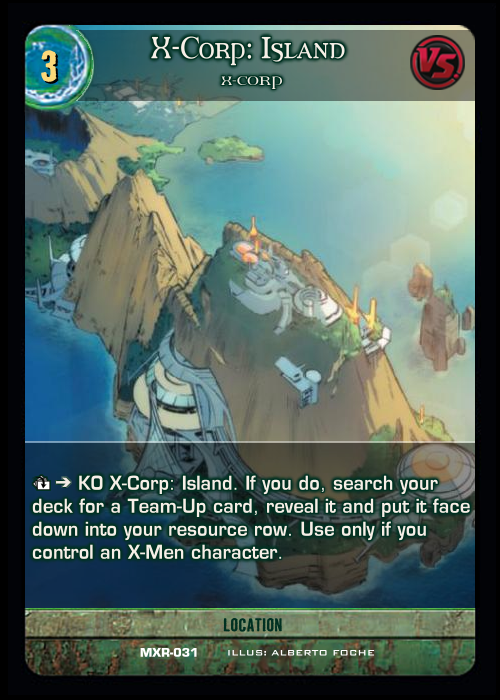 X-Corp: Island
3
X-Corp
VS
➔ KO X-Corp: Island. If you do, search your
deck for a Team-Up card, reveal it and put it face
down into your resource row. Use only if you
control an X-Men character.
LOCATION
MXR-031 ILLUS: ALBERTO FOCHE